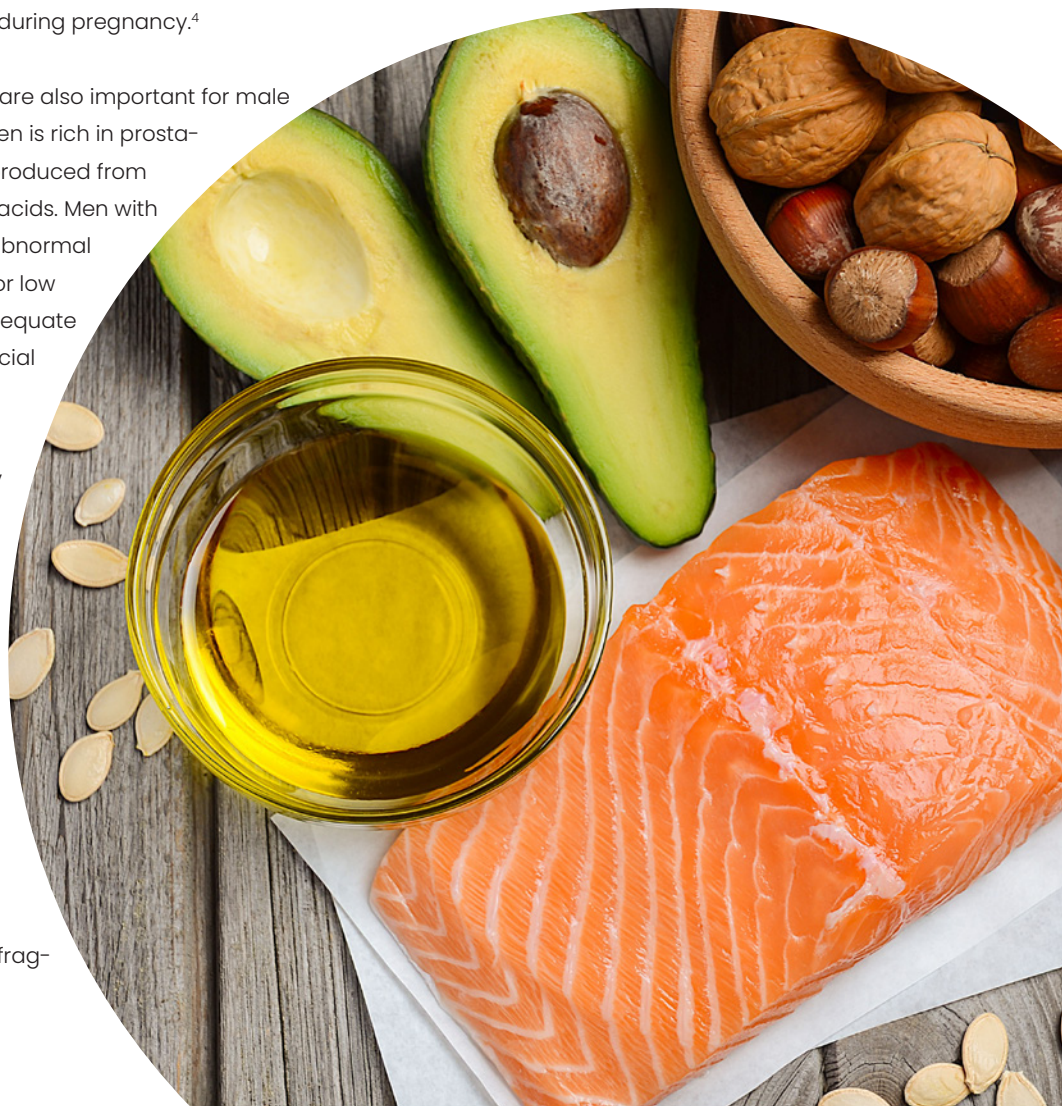 during pregnancy.⁴
are also important for male
en is rich in prosta-
roduced from
acids. Men with
bnormal
or low
equate
cial
frag-